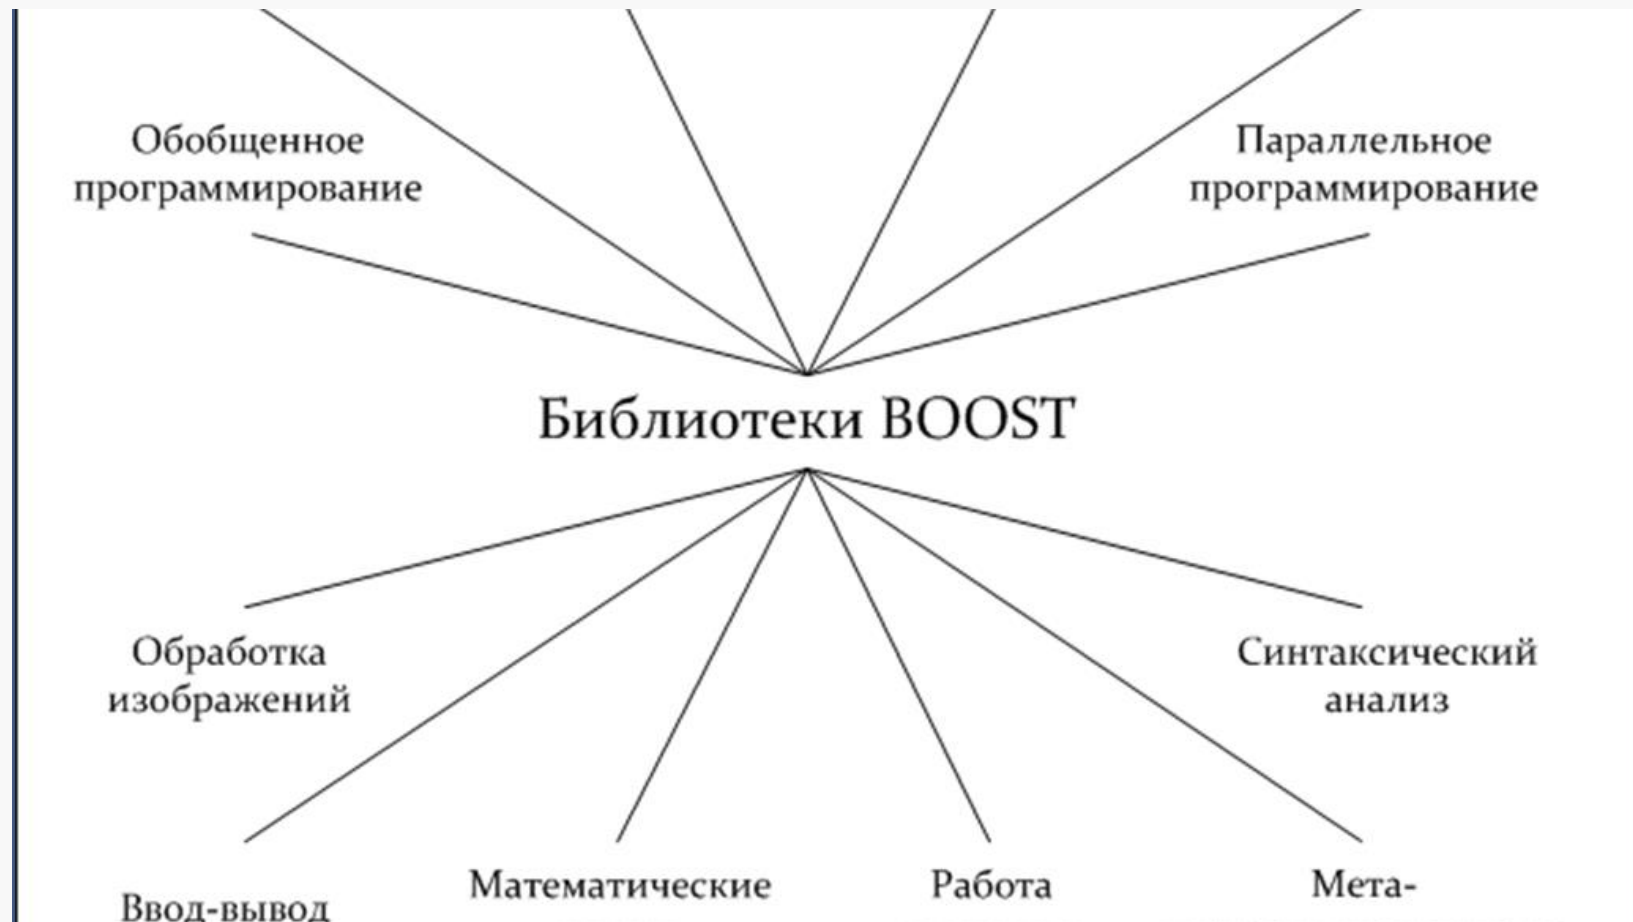 Обобщенное
программирование
Параллельное
программирование
Библиотеки BOOST
Обработка
изображений
Синтаксический
анализ
Ввод-вывод
Математические
Работа
Мета-